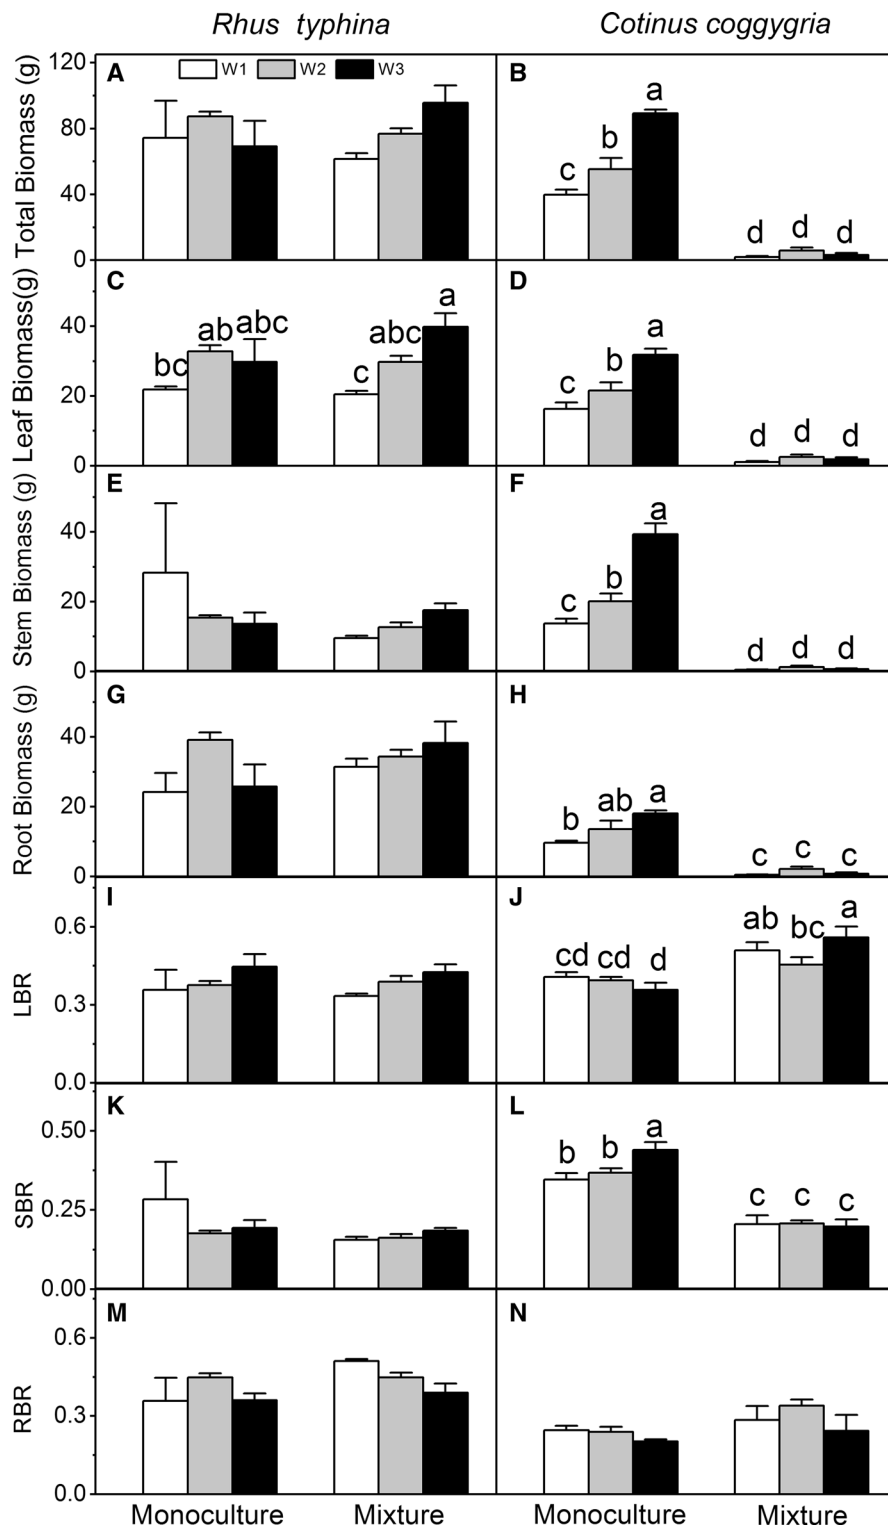 Rhus typhina Cotinus coggygria
A W1 W2 W3 B
Total Biomass (g)
120
80
40
0
c b a d d d
C D
Leaf Biomass(g)
40
20
0
bc ab abc c abc a
c b a d d d
E F
Stem Biomass (g)
40
20
0
c b a d d d
G H
Root Biomass (g)
40
20
0
b ab a c c c
I J
LBR
0.6
0.3
0.0
cd cd d ab bc a
K L
SBR
0.50
0.25
0.00
b b a c c c
M N
RBR
0.6
0.3
0.0
Monoculture Mixture Monoculture Mixture